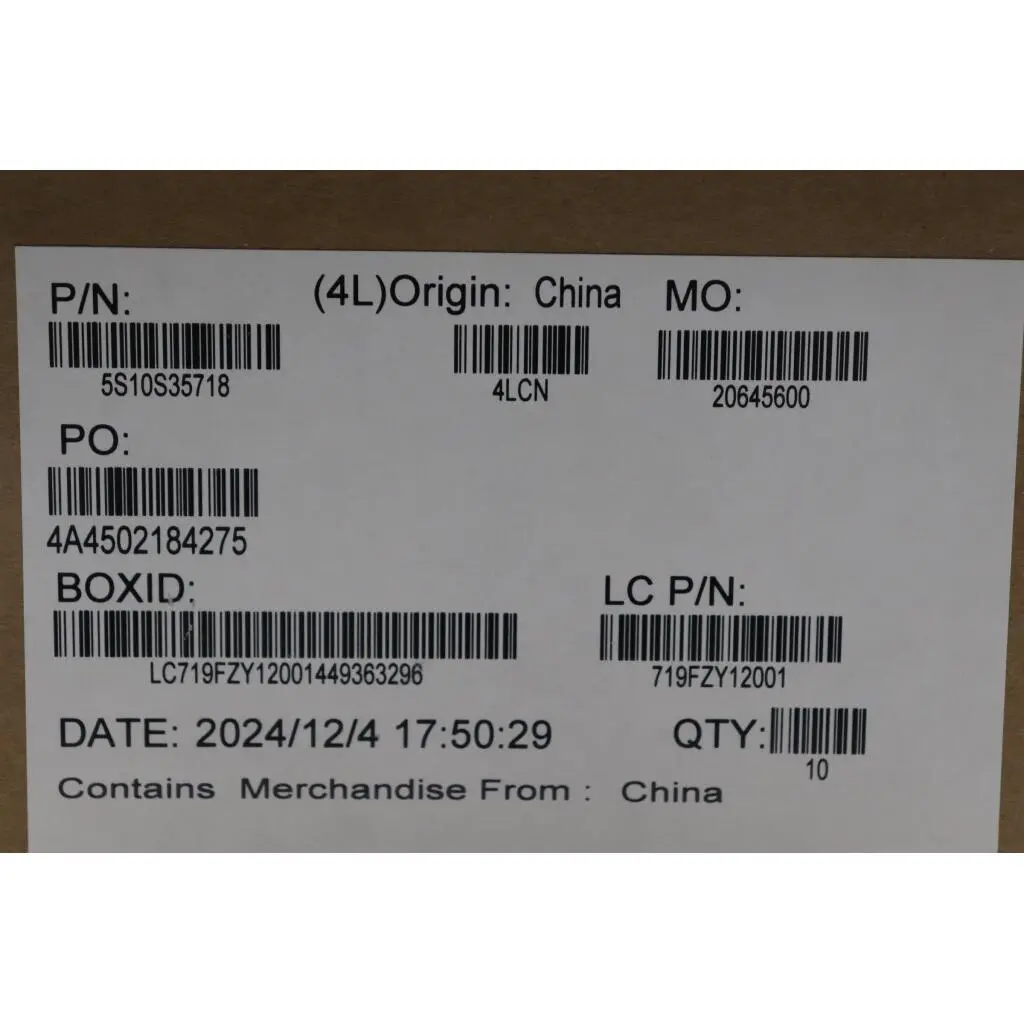 P/N: (4L)Origin: China MO:
5S10S35718 4LCN 20645600
PO:
4A4502184275
BOXID: LC P/N:
LC719FZY12001449363296 719FZY12001
DATE: 2024/12/4 17:50:29 QTY:
10
Contains Merchandise From : China